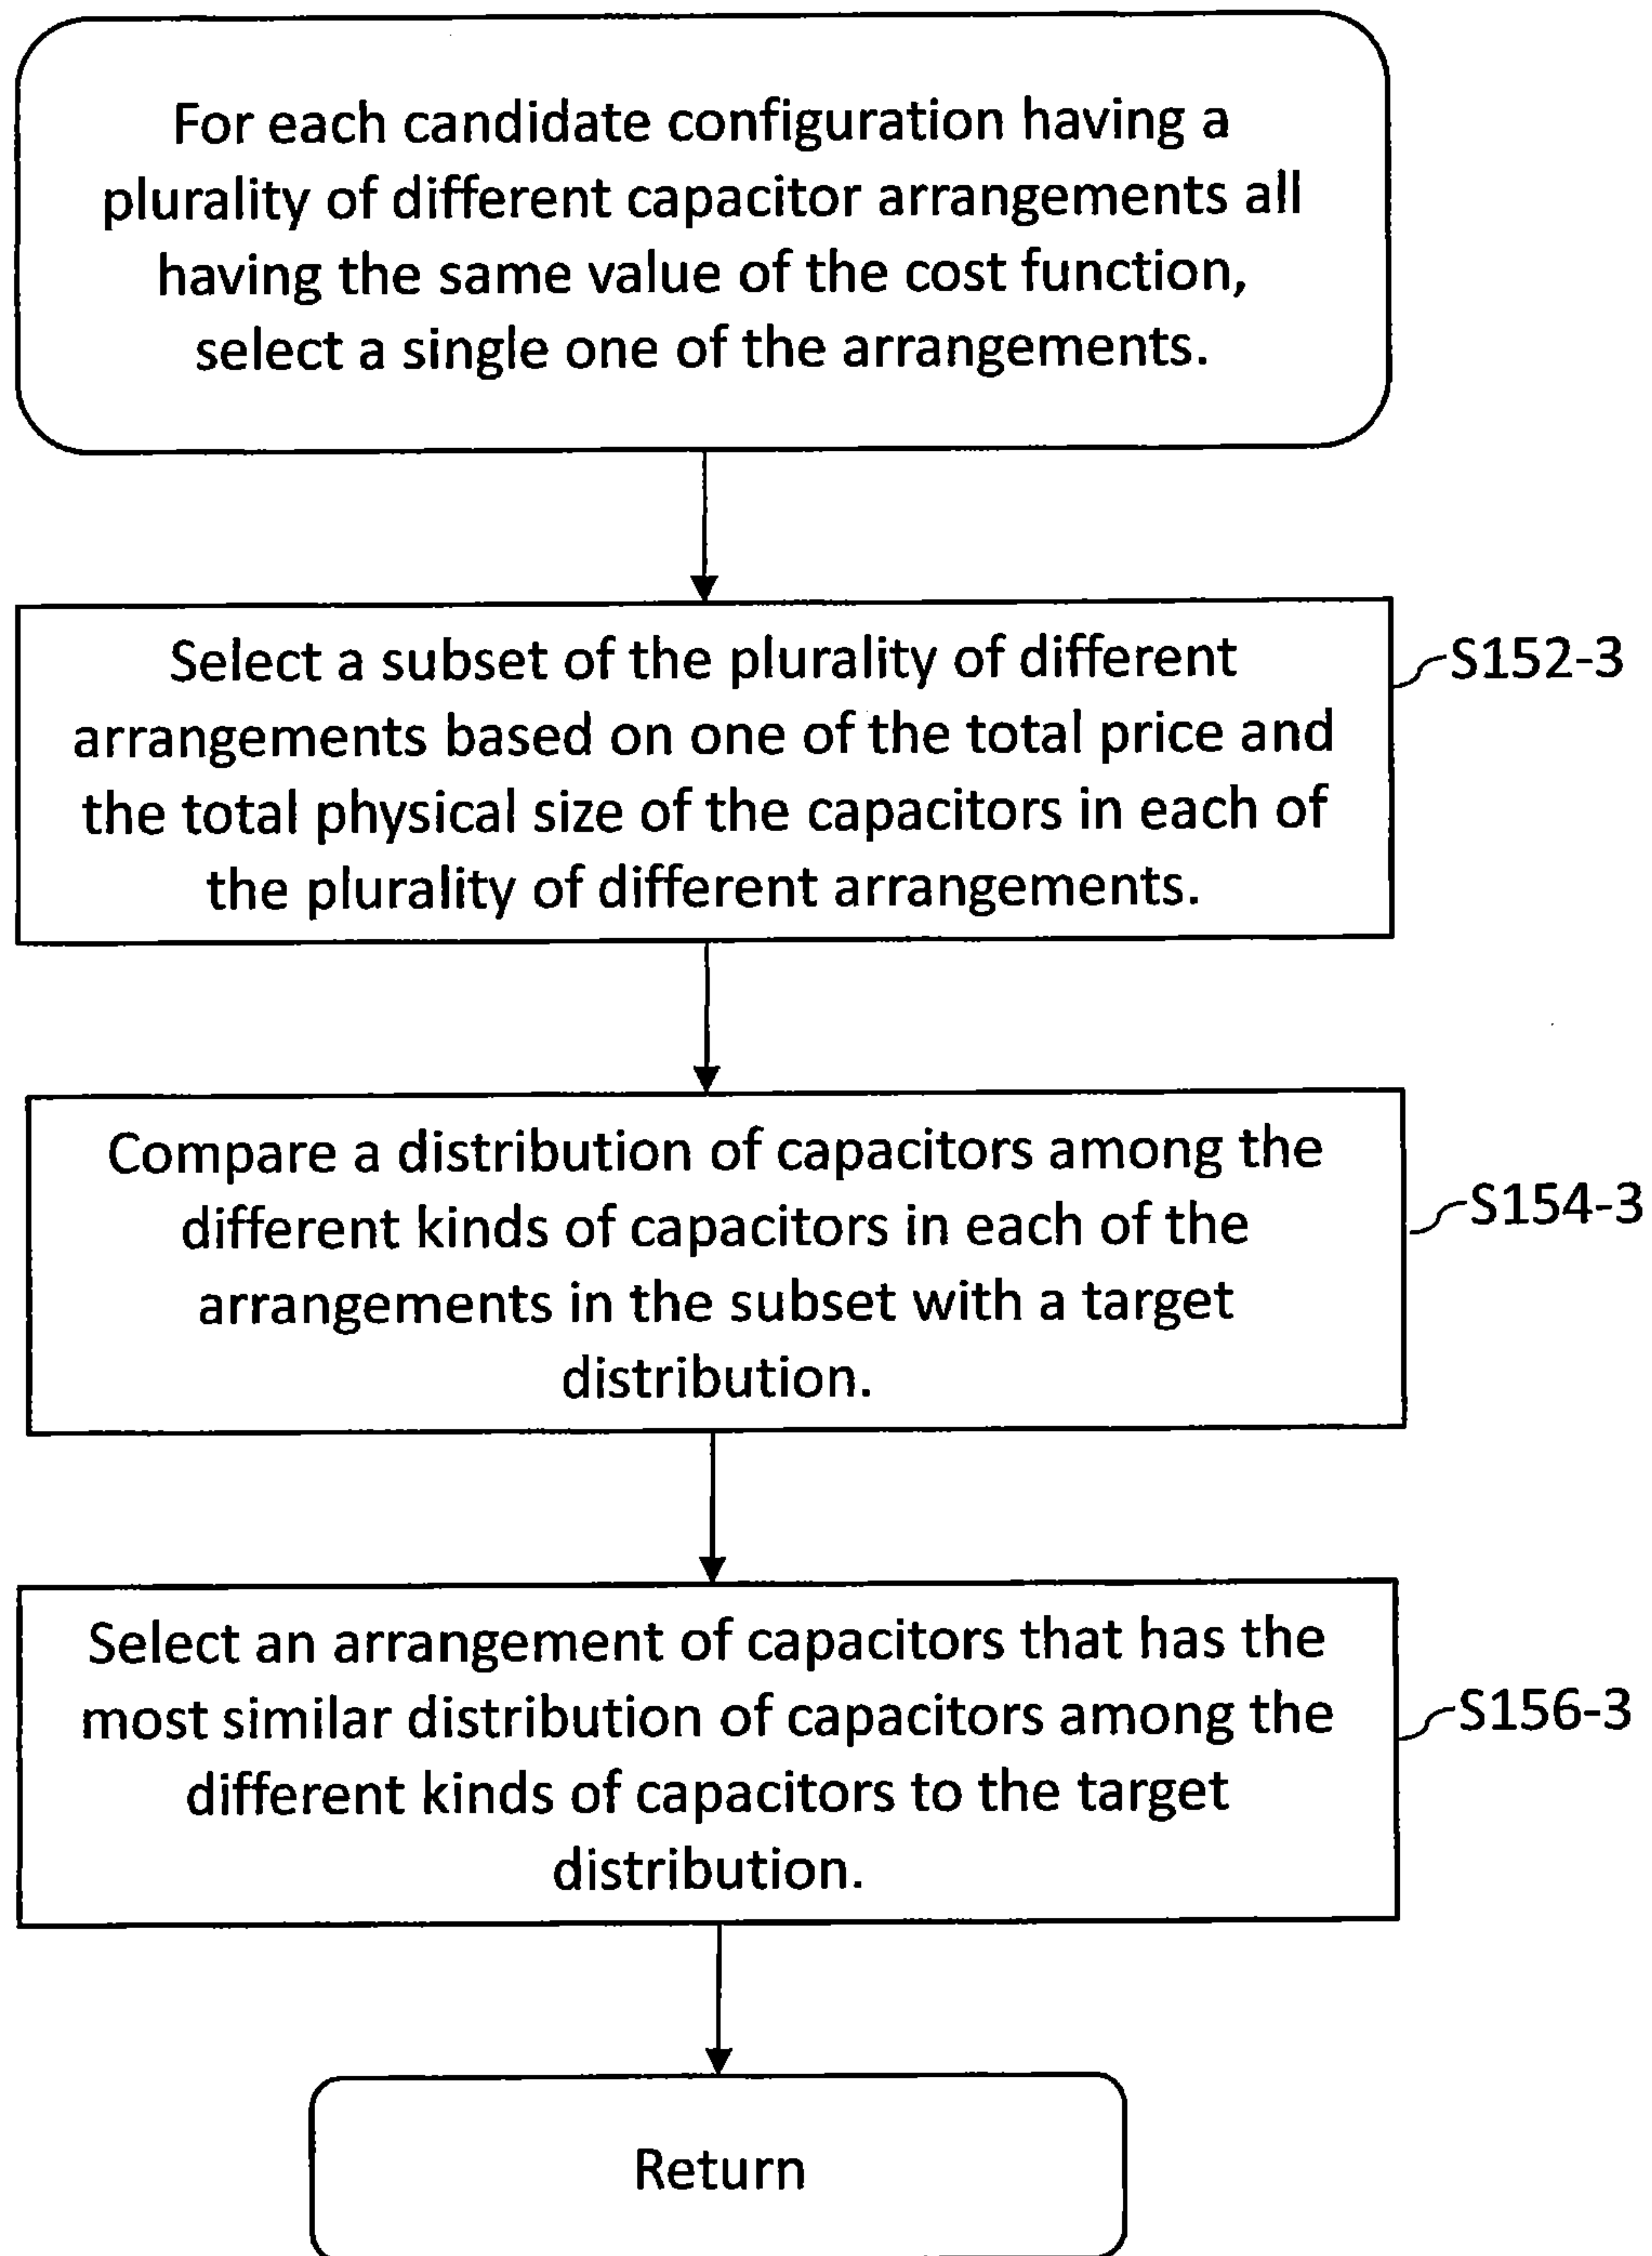 For each candidate configuration having a
plurality of different capacitor arrangements all
having the same value of the cost function,
select a single one of the arrangements.
Select a subset of the plurality of different
arrangements based on one of the total price and
the total physical size of the capacitors in each of
the plurality of different arrangements.
S152-3
Compare a distribution of capacitors among the
different kinds of capacitors in each of the
arrangements in the subset with a target
distribution.
S154-3
Select an arrangement of capacitors that has the
most similar distribution of capacitors among the
different kinds of capacitors to the target
distribution.
S156-3
Return